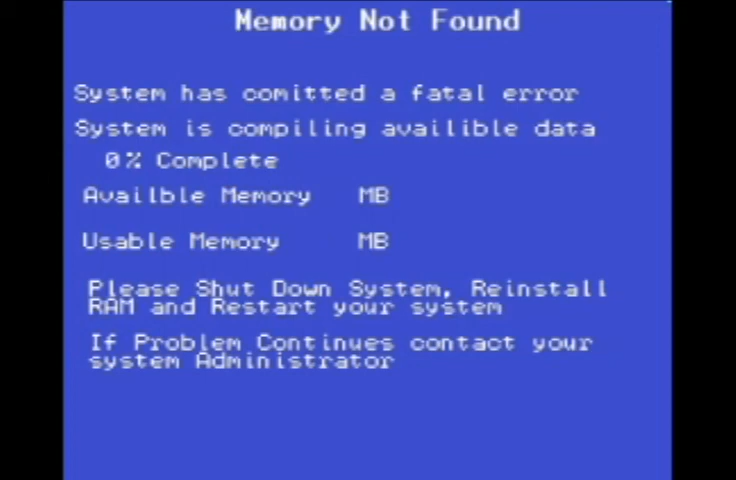 Memory Not Found
System has comitted a fatal error
System is compiling availible data
0% Complete
Availble Memory MB
Usable Memory MB
Please Shut Down System, Reinstall
RAM and Restart your system
If Problem Continues contact your
system Administrator